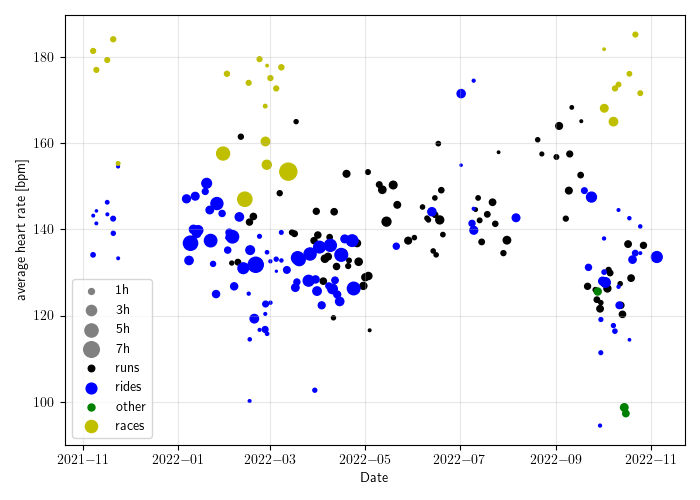 180
160
140
120
100
average heart rate [bpm]
1h
3h
5h
7h
runs
rides
other
races
2021-11
2022-01
2022-03
2022-05
2022-07
2022-09
2022-11
Date